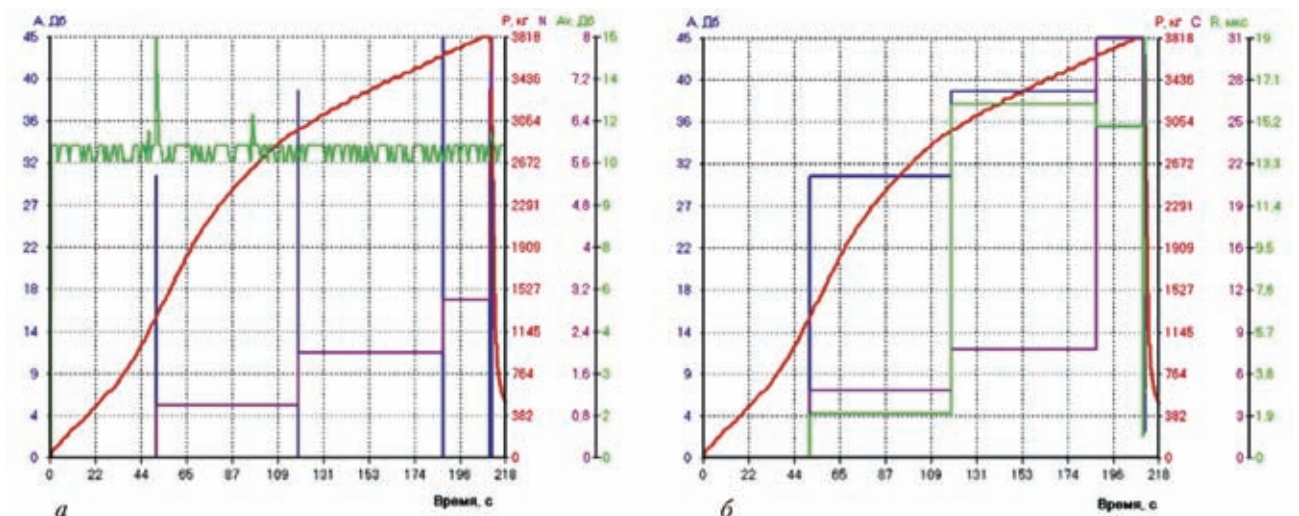 А, Дб Р, кг N Av, Дб
45 3818 8 15
40 3436 7.2 14
36 3054 6.4 12
32 2672 5.6 10
27 2291 4.8 9
22 1909 4 8
18 1527 3.2 6
14 1145 2.4 4
9 764 1.6 3
4 382 0.8 2
0 0 0 0
0 22 44 65 87 109 131 153 174 196 218
Время, с
а
А, Дб Р, кг С R, мкс
45 3818 31 19
40 3436 28 17.1
36 3054 25 15.2
32 2672 22 13.3
27 2291 19 11.4
22 1909 16 9.5
18 1527 12 7.6
14 1145 9 5.7
9 764 6 3.8
4 382 3 1.9
0 0 0 0
0 22 44 65 87 109 131 153 174 196 218
Время, с
б